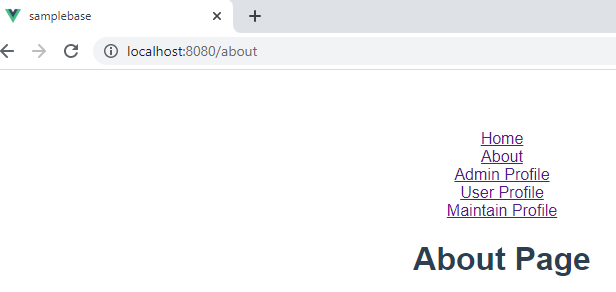 samplebase
localhost:8080/about
Home
About
Admin Profile
User Profile
Maintain Profile
About Page